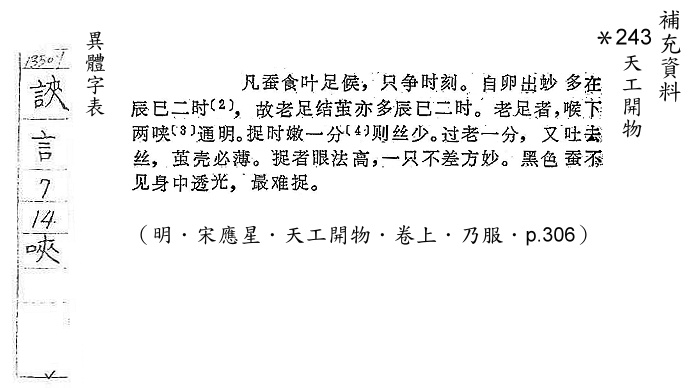 補充資料
*243
天工開物
異體字表
凡蚕食叶足候，只争时刻。自卵出䖢多在
辰巳二时〔2〕，故老足结茧亦多辰巳二时。老足者，喉下
两唊〔3〕通明。捉时嫩一分〔4〕则丝少。过老一分，又吐去
丝，茧壳必薄。捉者眼法高，一只不差方妙。黑色蚕不
见身中透光，最难捉。
（明．宋應星．天工開物．卷上．乃服．p.306）
詇
言
7
14.
唊